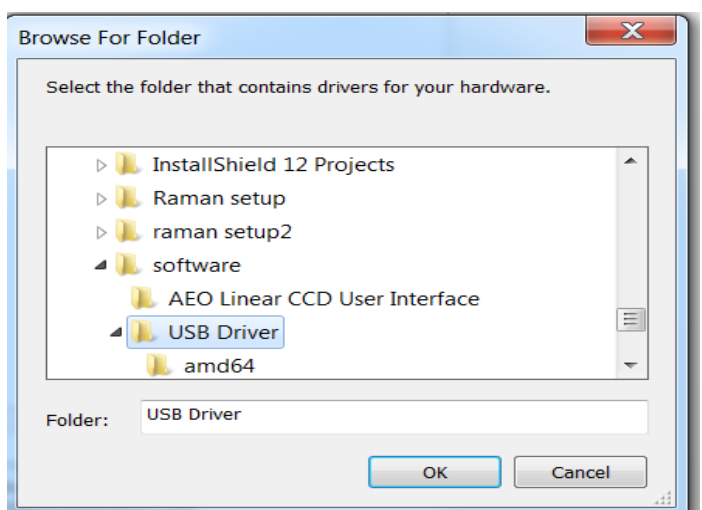 Browse For Folder
Select the folder that contains drivers for your hardware.
InstallShield 12 Projects
Raman setup
raman setup2
software
AEO Linear CCD User Interface
USB Driver
amd64
Folder: USB Driver
OK Cancel